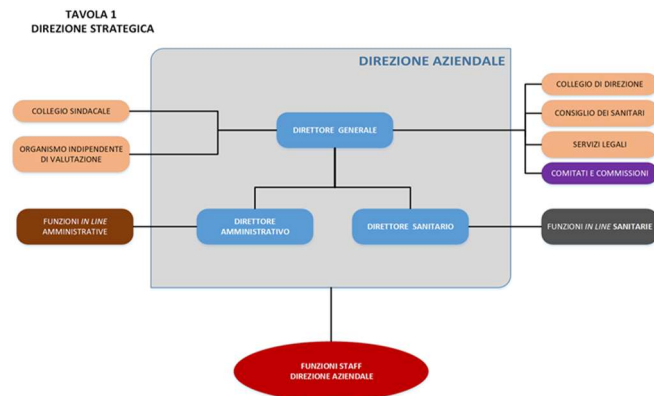 TAVOLA 1
DIREZIONE STRATEGICA
DIREZIONE AZIENDALE
COLLEGIO SINDACALE
ORGANISMO INDIPENDENTE
DI VALUTAZIONE
DIRETTORE GENERALE
COLLEGIO DI DIREZIONE
CONSIGLIO DEI SANITARI
SERVIZI LEGALI
COMITATI E COMMISSIONI
FUNZIONI IN LINE
AMMINISTRATIVE
DIRETTORE
AMMINISTRATIVO
DIRETTORE SANITARIO
FUNZIONI IN LINE SANITARIE
FUNZIONI STAFF
DIREZIONE AZIENDALE